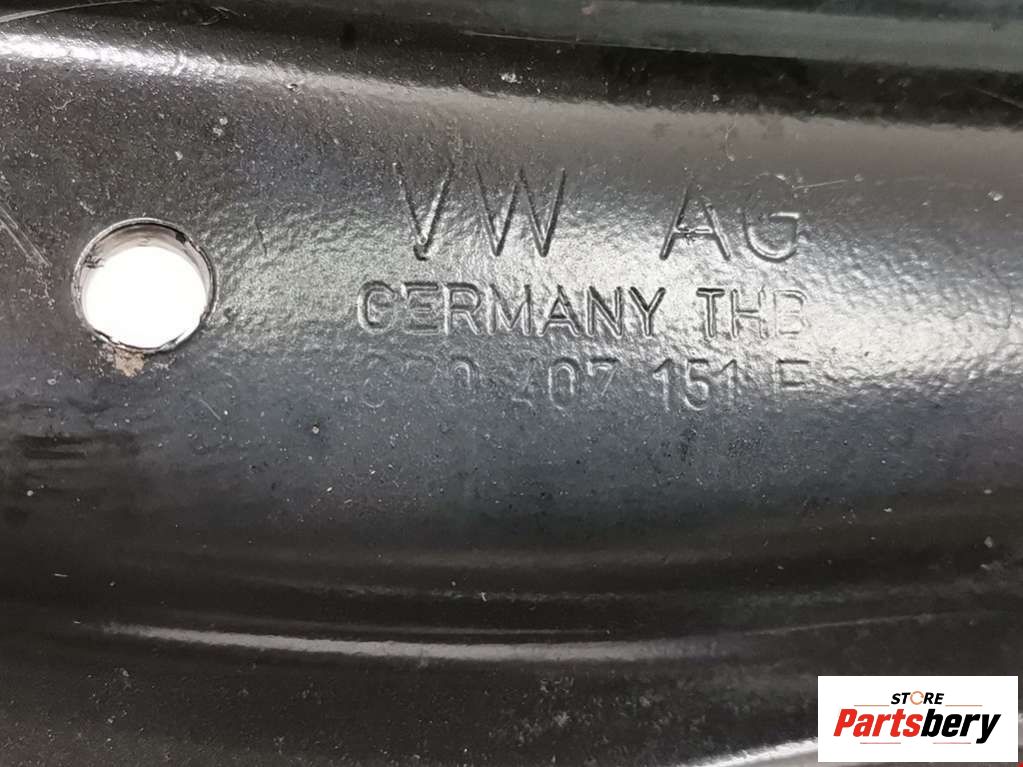 VW AG
GERMANY THB
407 151
STORE
Partsbery